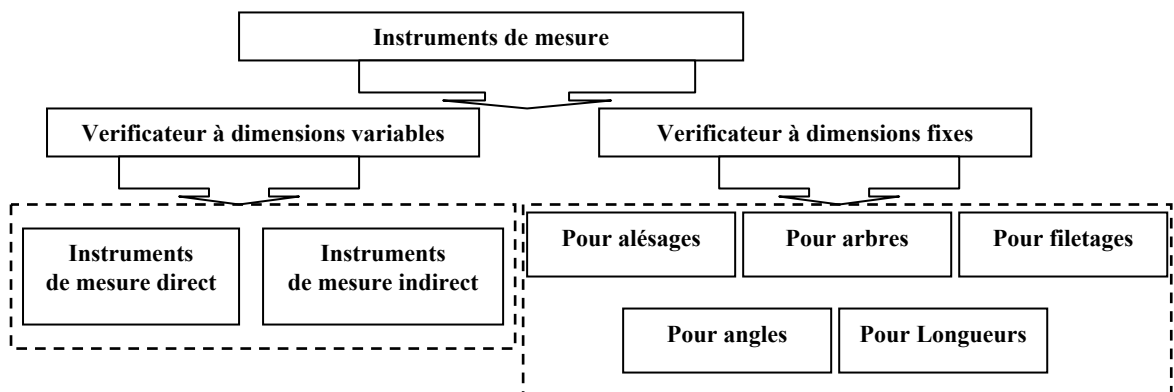 Instruments de mesure
Verificateur à dimensions variables
Verificateur à dimensions fixes
Instruments
de mesure direct
Instruments
de mesure indirect
Pour alésages
Pour arbres
Pour filetages
Pour angles
Pour Longueurs